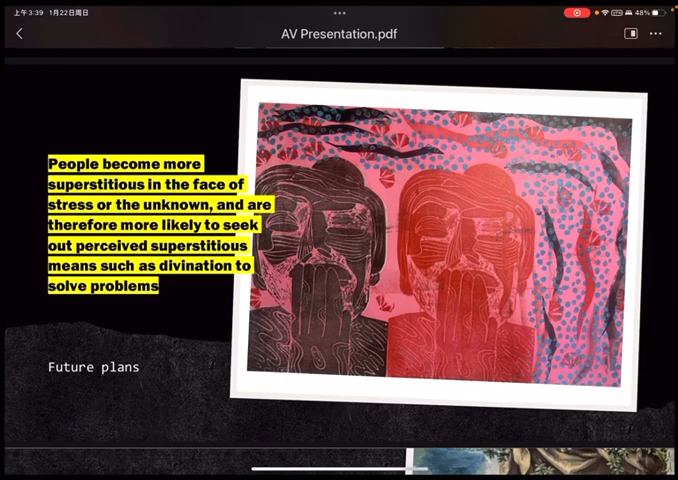 上午3:39 1月22日周日
48%
AV Presentation.pdf
People become more
superstitious in the face of
stress or the unknown, and are
therefore more likely to seek
out perceived superstitious
means such as divination to
solve problems
Future plans